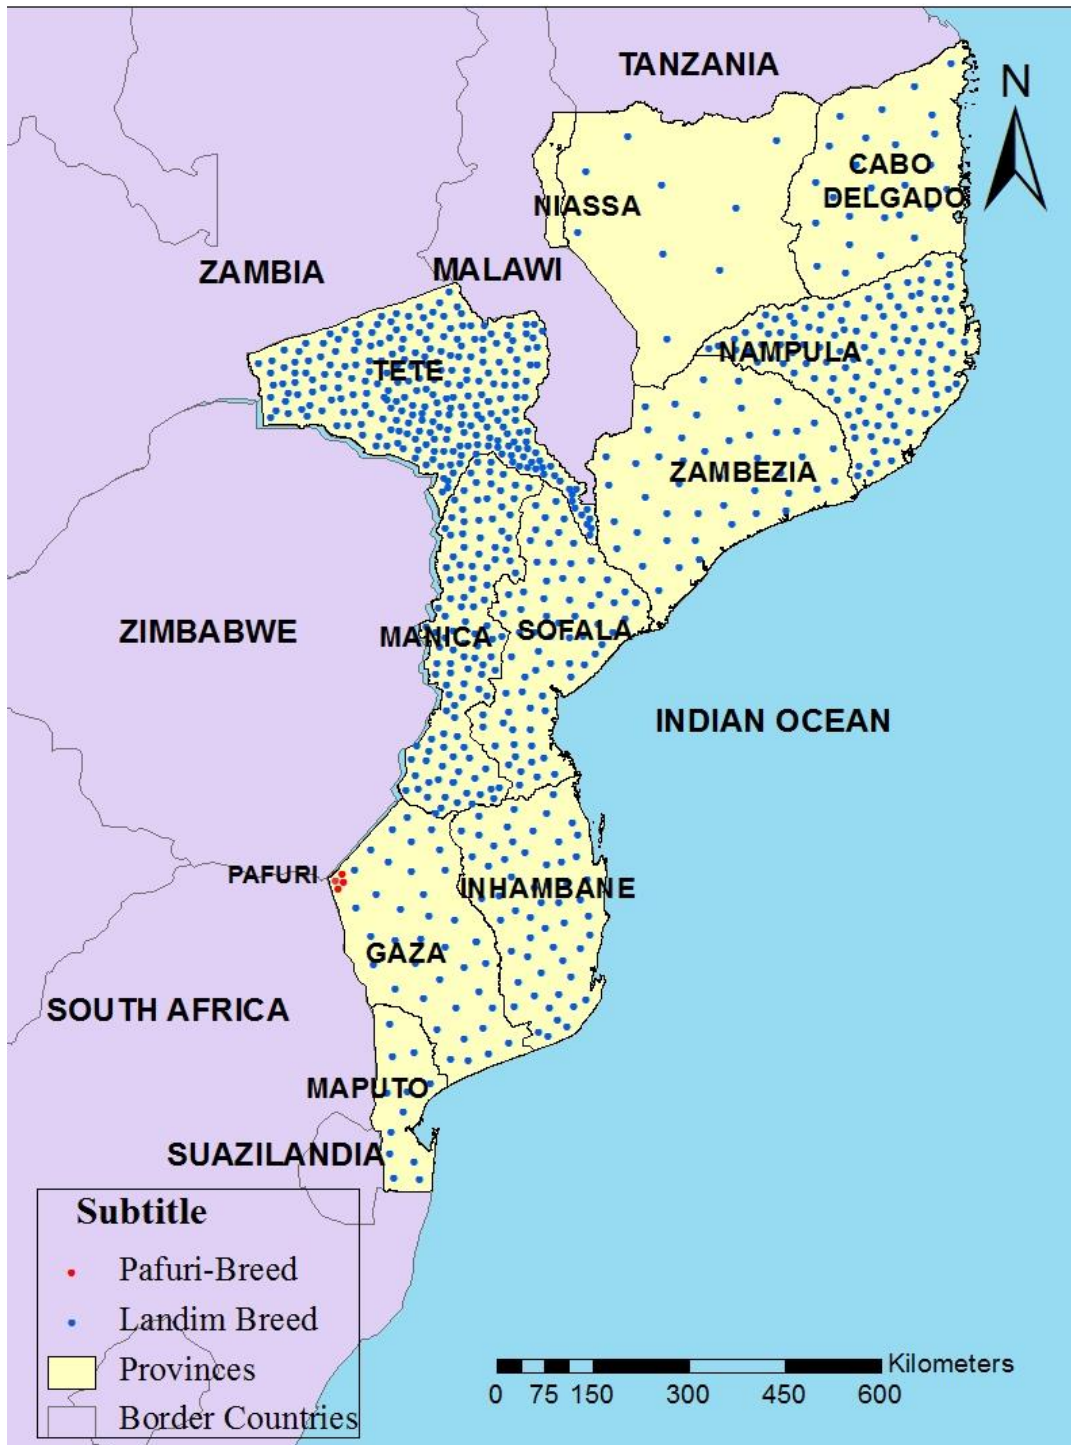 TANZANIA
N
CABO
DELGADO
NIASSA
ZAMBIA
MALAWI
NAMPULA
TETE
ZAMBEZIA
ZIMBABWE
MANICA
SOFALA
INDIAN OCEAN
PAFURI
INHAMBANE
GAZA
SOUTH AFRICA
MAPUTO
SUAZILANDIA
Subtitle
Pafuri-Breed
Landim Breed
Provinces
Border Countries
Kilometers
0 75 150 300 450 600